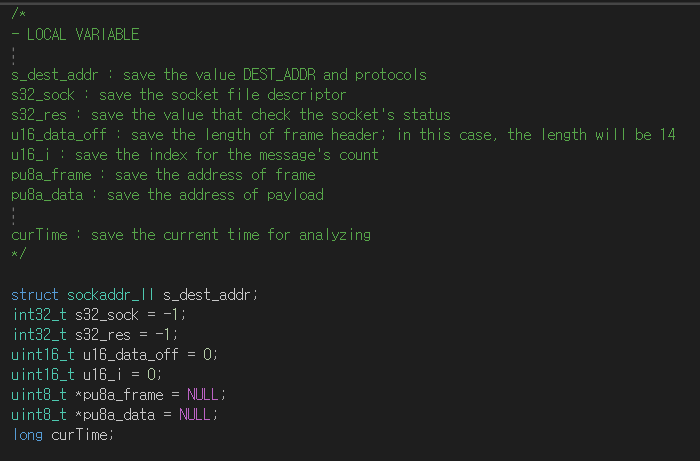 /*
- LOCAL VARIABLE
¦
s_dest_addr : save the value DEST_ADDR and protocols
s32_sock : save the socket file descriptor
s32_res : save the value that check the socket's status
u16_data_off : save the length of frame header; in this case, the length will be 14
u16_i : save the index for the message's count
pu8a_frame : save the address of frame
pu8a_data : save the address of payload
¦
curTime : save the current time for analyzing
*/
struct sockaddr_ll s_dest_addr;
int32_t s32_sock = -1;
int32_t s32_res = -1;
uint16_t u16_data_off = 0;
uint16_t u16_i = 0;
uint8_t *pu8a_frame = NULL;
uint8_t *pu8a_data = NULL;
long curTime;